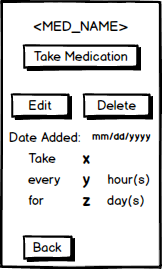 <MED_NAME>
Take Medication
Edit Delete
Date Added: mm/dd/yyyy
Take x
every y hour(s)
for z day(s)
Back